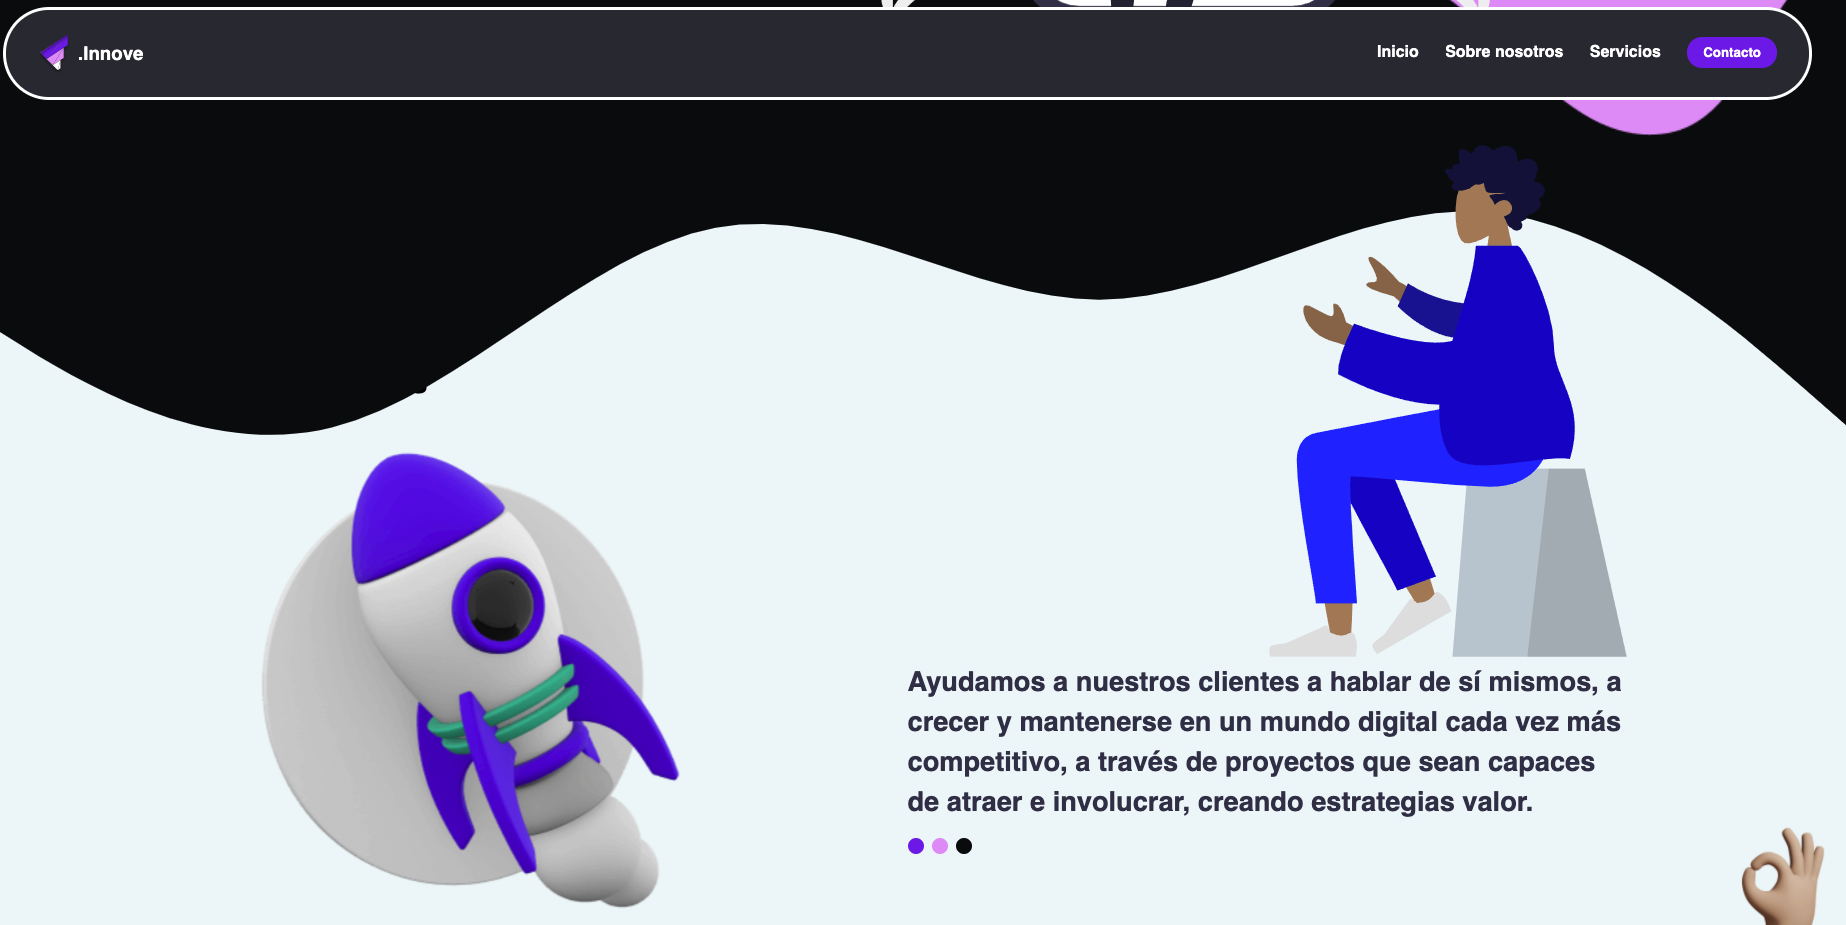 .Innove
Inicio
Sobre nosotros
Servicios
Contacto
Ayudamos a nuestros clientes a hablar de sí mismos, a
crecer y mantenerse en un mundo digital cada vez más
competitivo, a través de proyectos que sean capaces
de atraer e involucrar, creando estrategias valor.